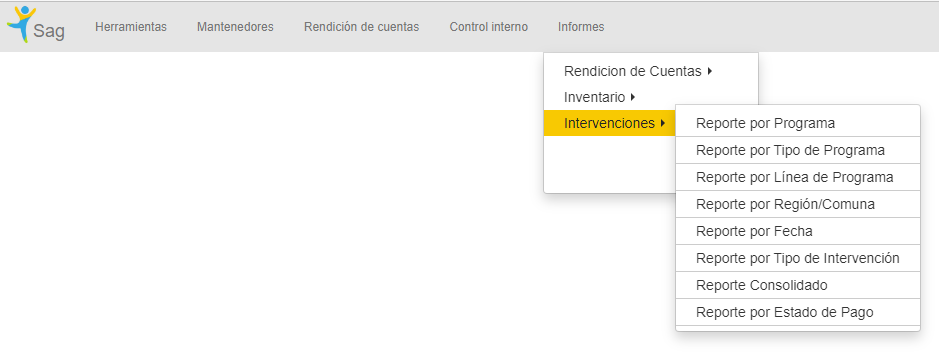 Sag Herramientas Mantenedores Rendición de cuentas Control interno Informes
Rendicion de Cuentas
Inventario
Intervenciones
Reporte por Programa
Reporte por Tipo de Programa
Reporte por Línea de Programa
Reporte por Región/Comuna
Reporte por Fecha
Reporte por Tipo de Intervención
Reporte Consolidado
Reporte por Estado de Pago